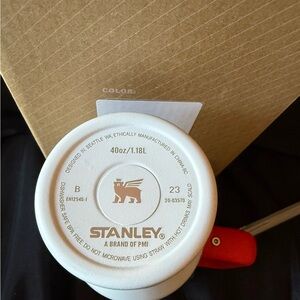 COLOR:
DESIGNED IN SEATTLE WA, ETHICALLY MANUFACTURED IN CHINA
40oz/1.18L
B
23
STANLEY®
A BRAND OF PMI
DISHWASHER SAFE BPA FREE DO NOT MICROWAVE USING STRAW WITH HOT DRINKS MAY SCALD